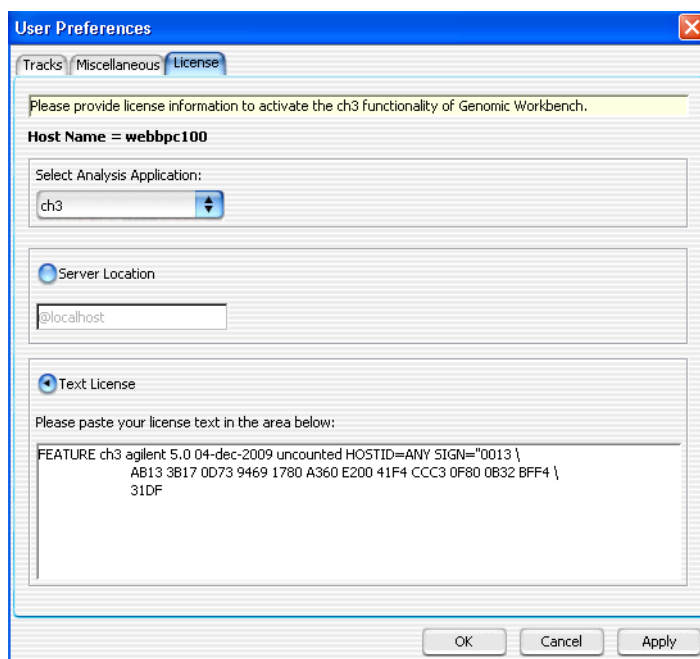 User Preferences
Tracks Miscellaneous License
Please provide license information to activate the ch3 functionality of Genomic Workbench.
Host Name = webbpc100
Select Analysis Application:
ch3
Server Location
@localhost
Text License
Please paste your license text in the area below:
FEATURE ch3 agilent 5.0 04-dec-2009 uncounted HOSTID=ANY SIGN="0013 \
AB13 3B17 0D73 9469 1780 A360 E200 41F4 CCC3 0F80 0B32 BFF4 \
31DF
OK Cancel Apply